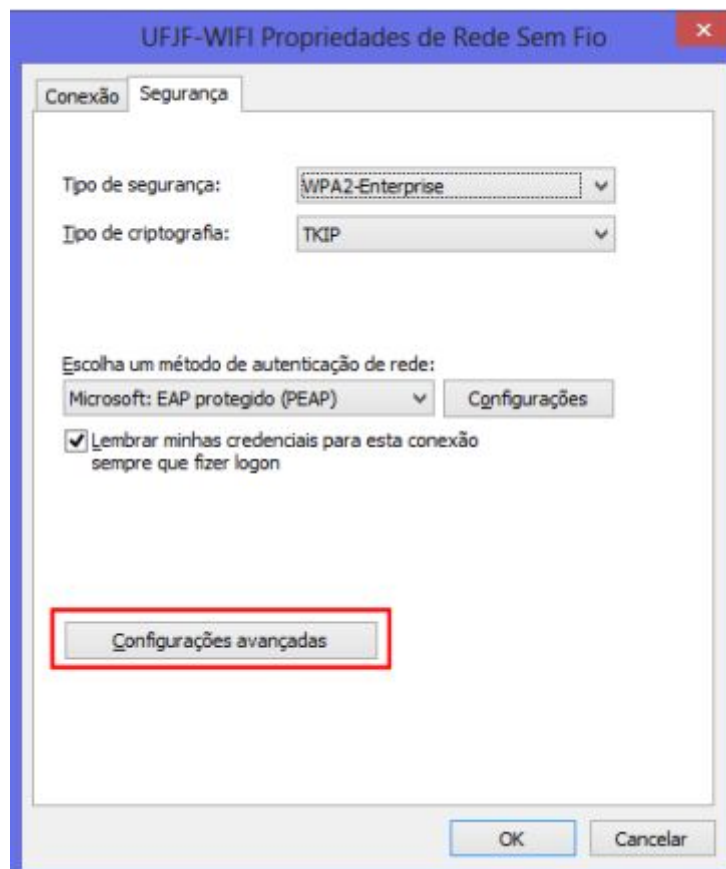 UFJF-WIFI Propriedades de Rede Sem Fio
Conexão Segurança
Tipo de segurança: WPA2-Enterprise
Tipo de criptografia: TKIP
Escolha um método de autenticação de rede:
Microsoft: EAP protegido (PEAP) Configurações
Lembrar minhas credenciais para esta conexão
sempre que fizer logon
Configurações avançadas
OK Cancelar